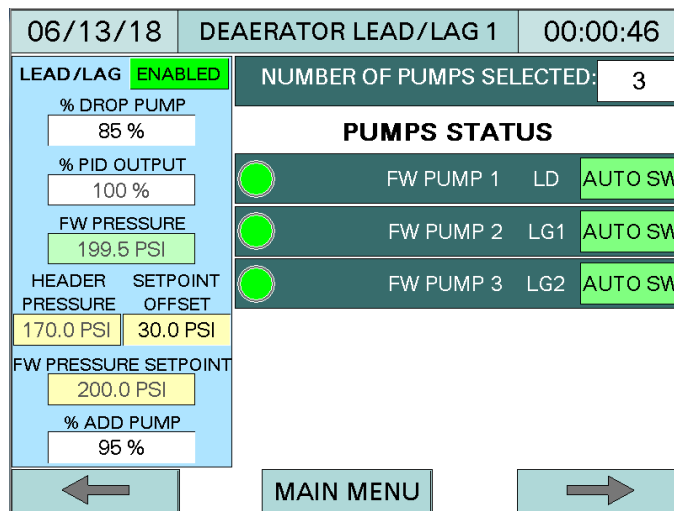 06/13/18 DEAERATOR LEAD/LAG 1 00:00:46
LEAD/LAG ENABLED
NUMBER OF PUMPS SELECTED: 3
% DROP PUMP
85 %
% PID OUTPUT
100 %
FW PRESSURE
199.5 PSI
HEADER PRESSURE
170.0 PSI
SETPOINT OFFSET
30.0 PSI
FW PRESSURE SETPOINT
200.0 PSI
% ADD PUMP
95 %
PUMPS STATUS
FW PUMP 1 LD AUTO SW
FW PUMP 2 LG1 AUTO SW
FW PUMP 3 LG2 AUTO SW
MAIN MENU